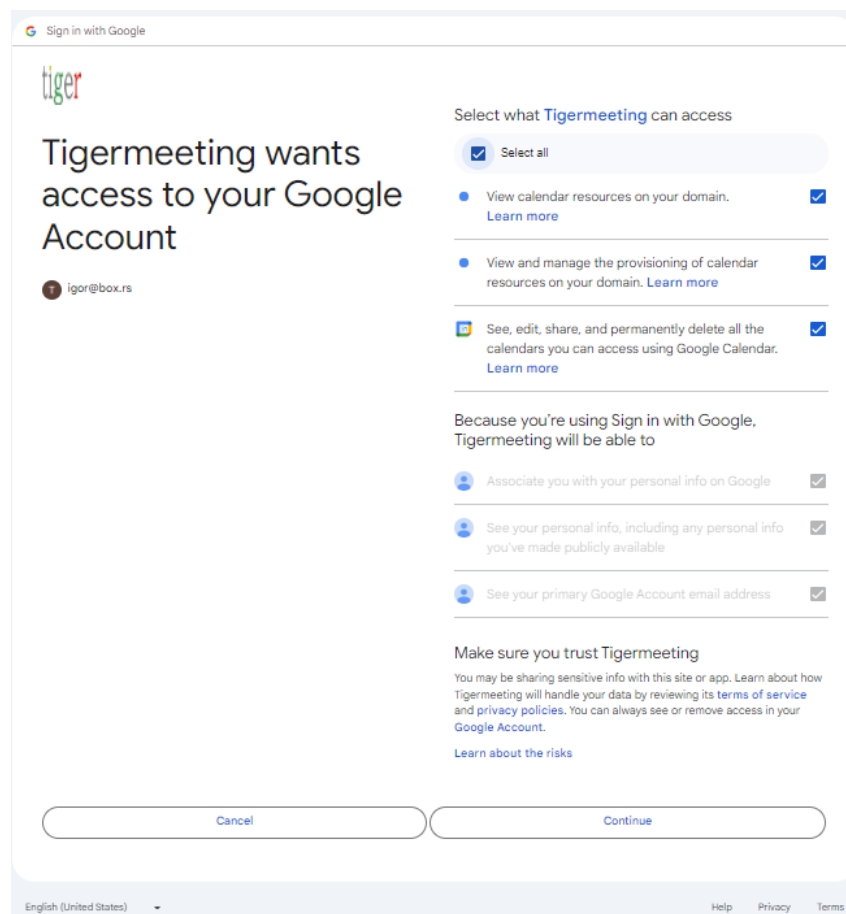 Sign in with Google
tiger
Tigermeeting wants
access to your Google
Account
T
igor@box.rs
Select what Tigermeeting can access
Select all
View calendar resources on your domain.
Learn more
View and manage the provisioning of calendar
resources on your domain. Learn more
See, edit, share, and permanently delete all the
calendars you can access using Google Calendar.
Learn more
Because you're using Sign in with Google,
Tigermeeting will be able to
Associate you with your personal info on Google
See your personal info, including any personal info
you've made publicly available
See your primary Google Account email address
Make sure you trust Tigermeeting
You may be sharing sensitive info with this site or app. Learn about how
Tigermeeting will handle your data by reviewing its terms of service
and privacy policies. You can always see or remove access in your
Google Account.
Learn about the risks
Cancel
Continue
English (United States)
Help
Privacy
Terms